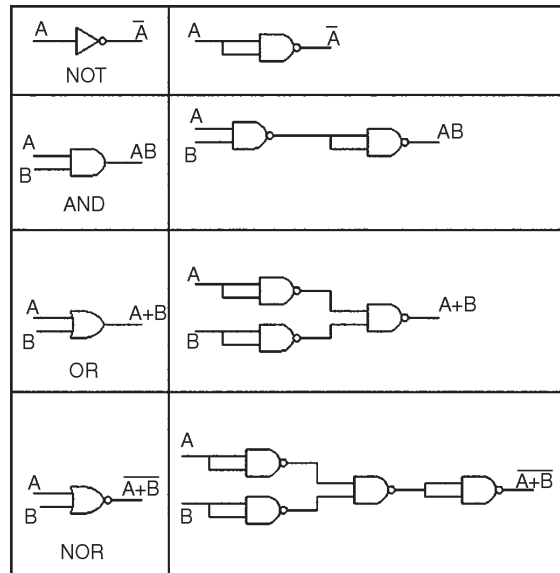 A A̅ A A̅
NOT
A B AB A B AB
AND
A B A+B A B A+B
OR
A B A̅+̅B̅ A B A̅+̅B̅
NOR